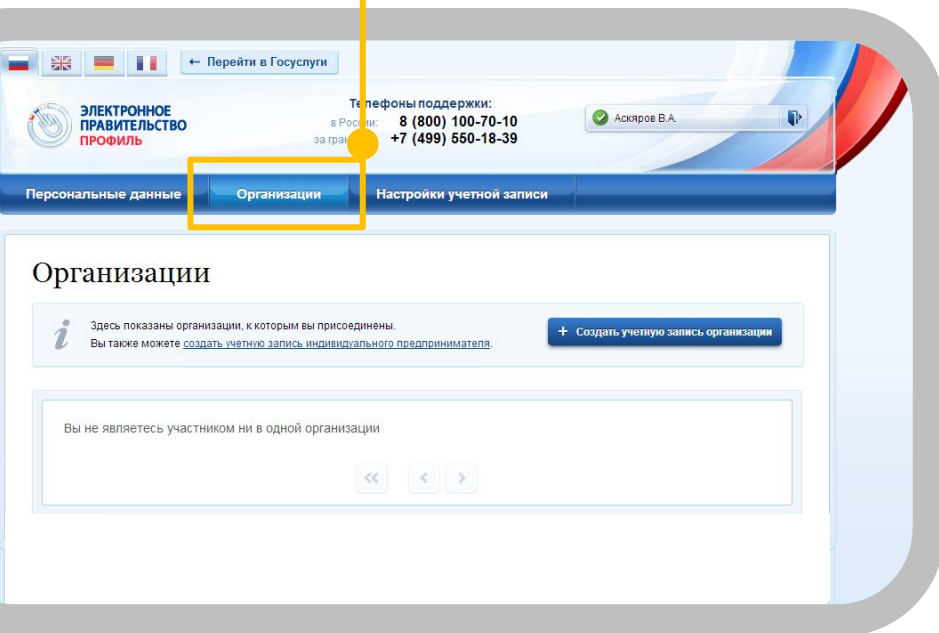 ← Перейти в Госуслуги
ЭЛЕКТРОННОЕ
ПРАВИТЕЛЬСТВО
ПРОФИЛЬ
Телефоны поддержки:
в России: 8 (800) 100-70-10
+7 (499) 550-18-39
Аскяров В.А.
Персональные данные Организации Настройки учетной записи
Организации
Здесь показаны организации, к которым вы присоединены.
Вы также можете создать учетную запись индивидуального предпринимателя.
+ Создать учетную запись организации
Вы не являетесь участником ни в одной организации